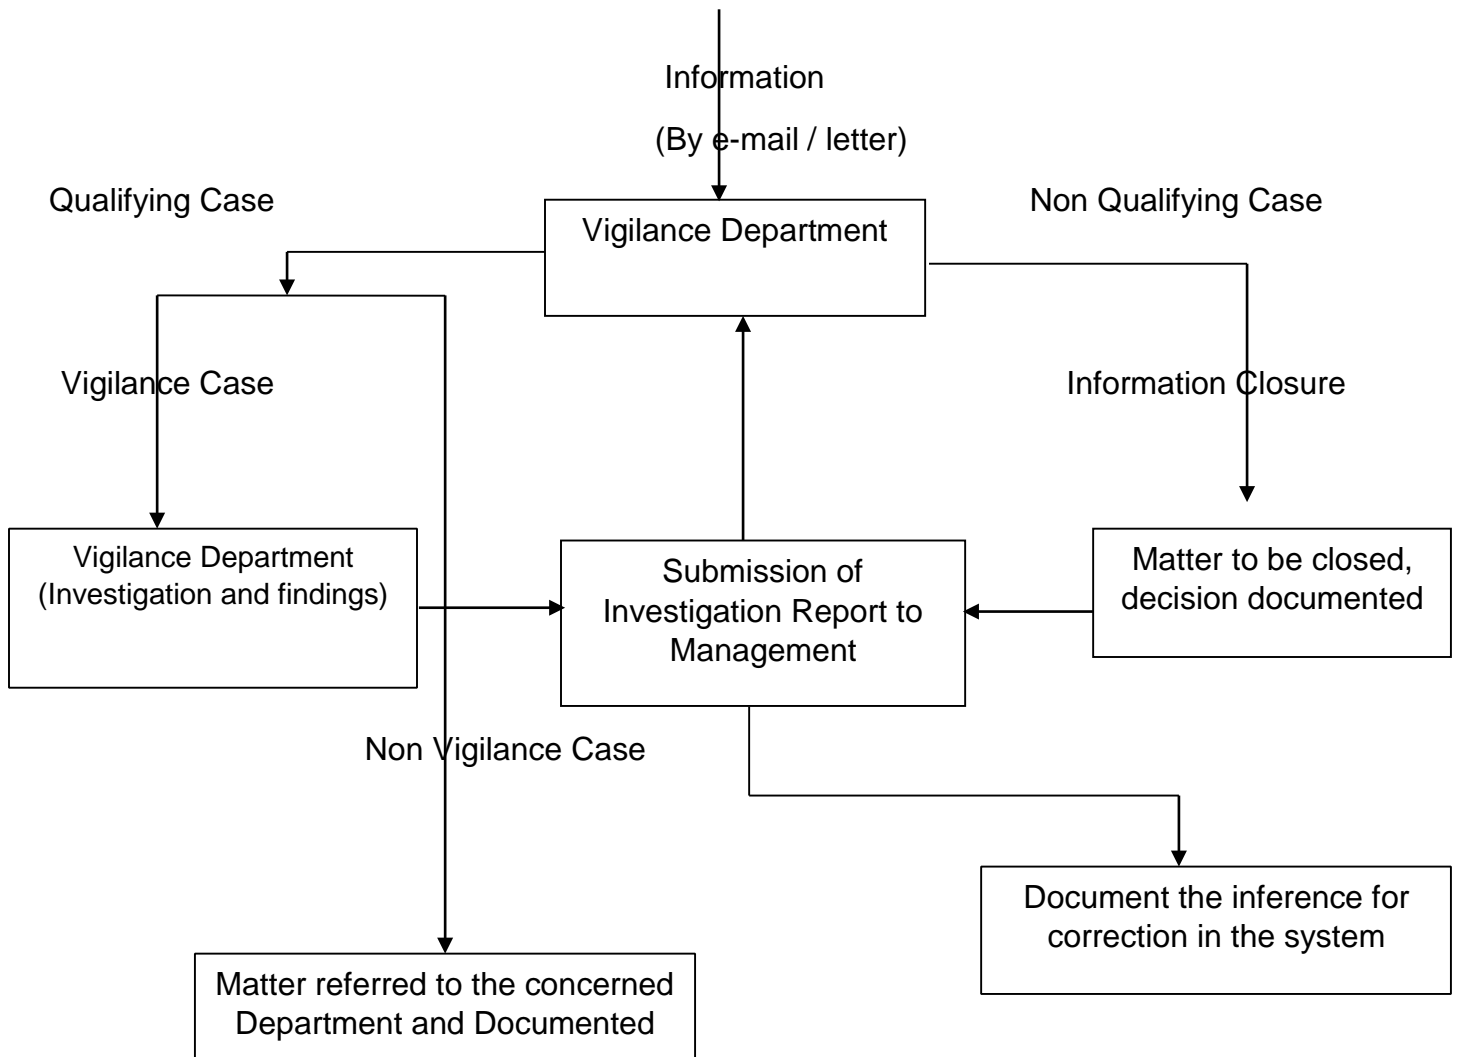 Information
(By e-mail / letter)
Qualifying Case
Non Qualifying Case
Vigilance Department
Vigilance Case
Information Closure
Vigilance Department
(Investigation and findings)
Submission of
Investigation Report to
Management
Matter to be closed,
decision documented
Non Vigilance Case
Document the inference for
correction in the system
Matter referred to the concerned
Department and Documented